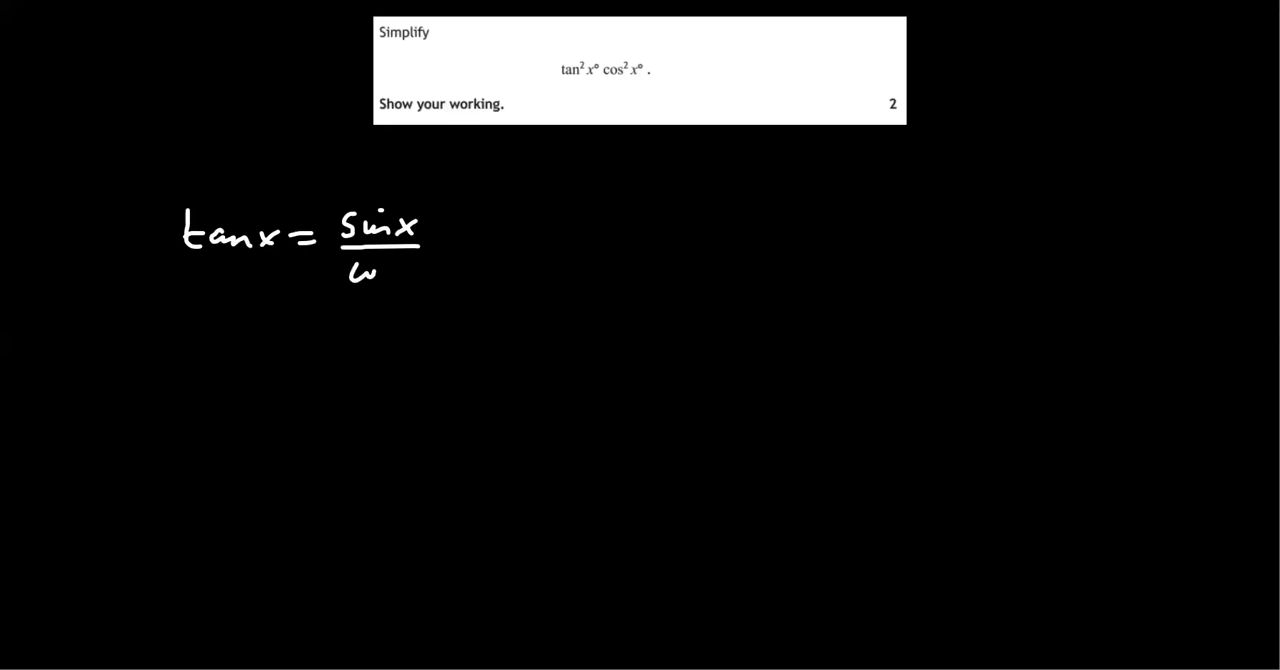 Simplify
tan² x° cos² x° .
Show your working. 2
tan x = sin x
co